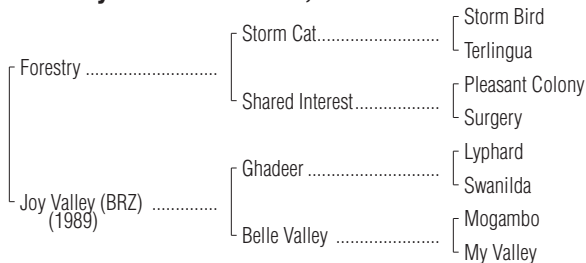 Storm Bird
Storm Cat..................
Terlingua
Forestry ...............................
Pleasant Colony
Shared Interest....................
Surgery
Lyphard
Ghadeer ...............................
Swanilda
Joy Valley (BRZ) ...............
(1989)
Mogambo
Belle Valley ........................
My Valley